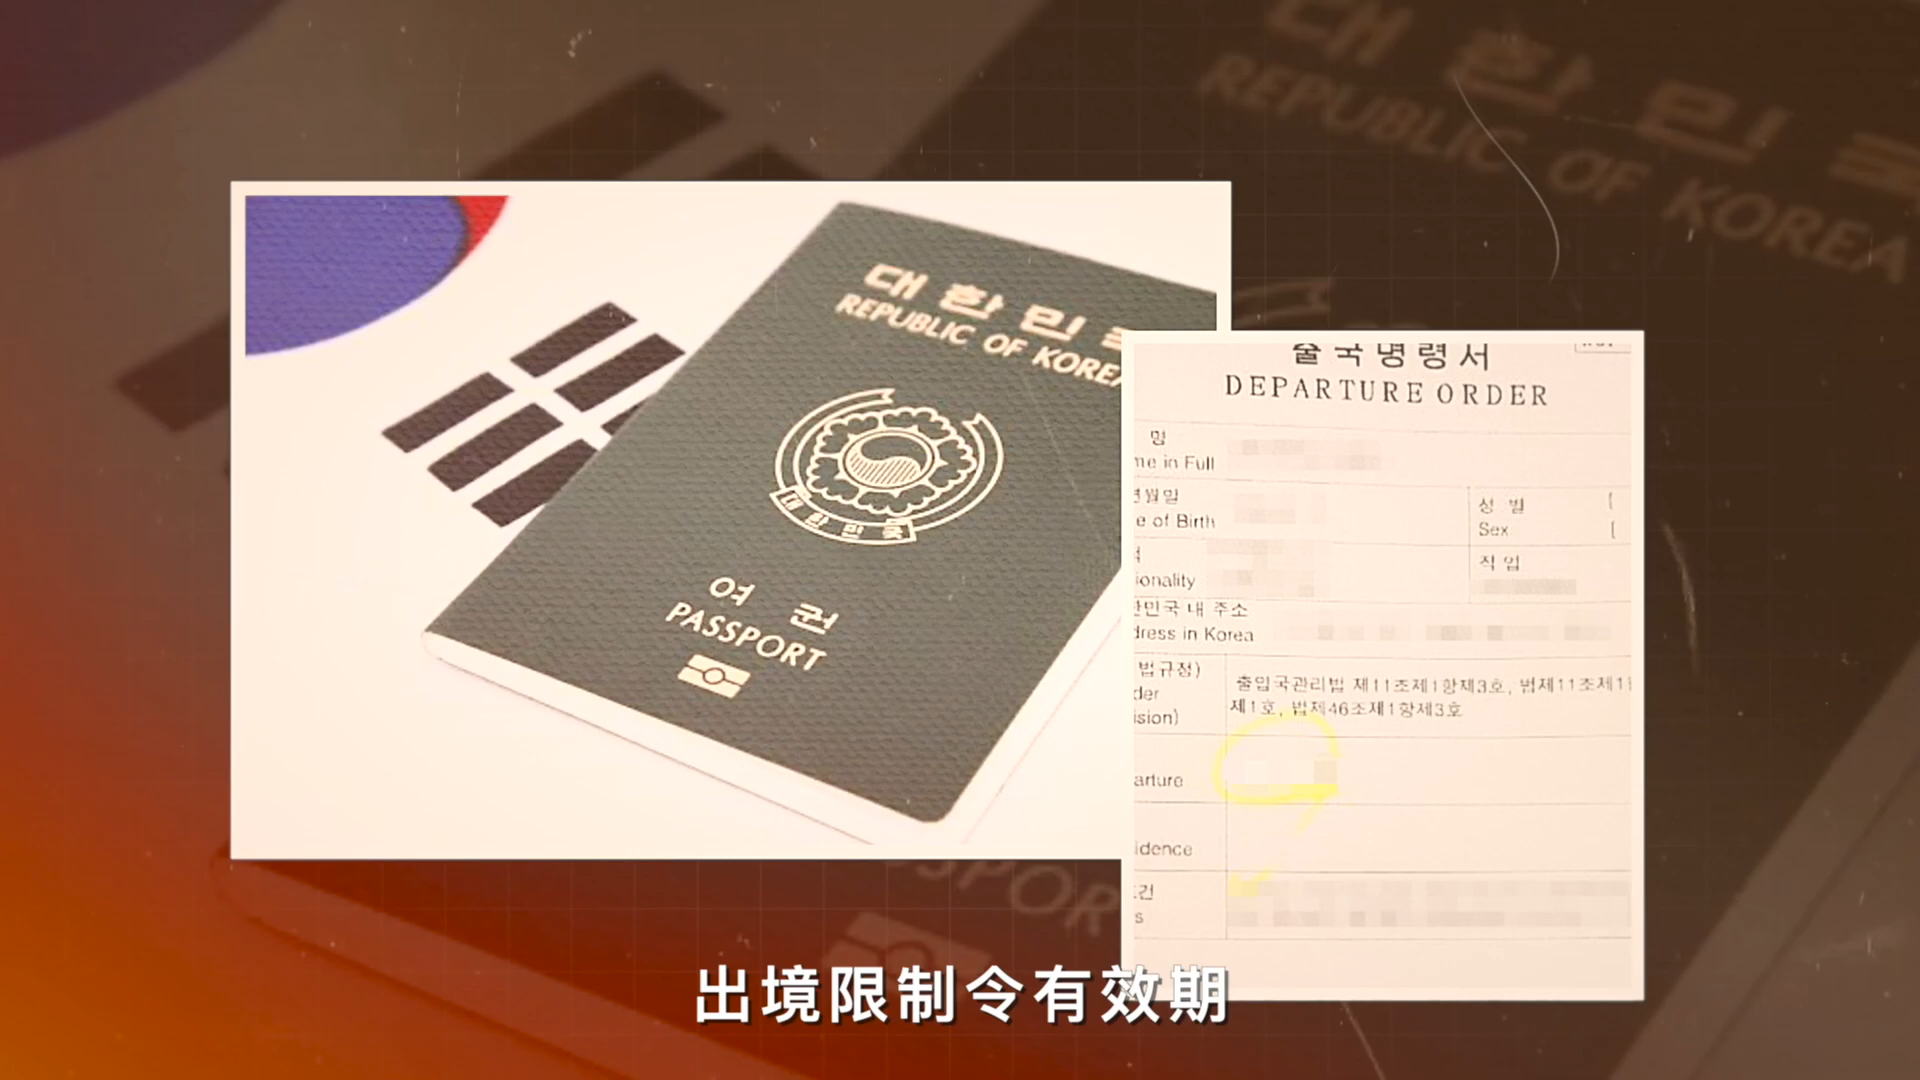 대한민국
REPUBLIC OF KOREA
대한민
REPUBLIC OF KOREA
대한민국
여권
PASSPORT
출국명령서
DEPARTURE ORDER
명
me in Full
년월일
e of Birth
성 별
Sex
적
ionality
직 업
한민국 내 주소
dress in Korea
법규정)
der
ision)
출입국관리법 제11조제1항제3호, 법제11조제1항
제1호, 법제46조제1항제3호
arture
idence
건
s
SPOR
出境限制令有效期